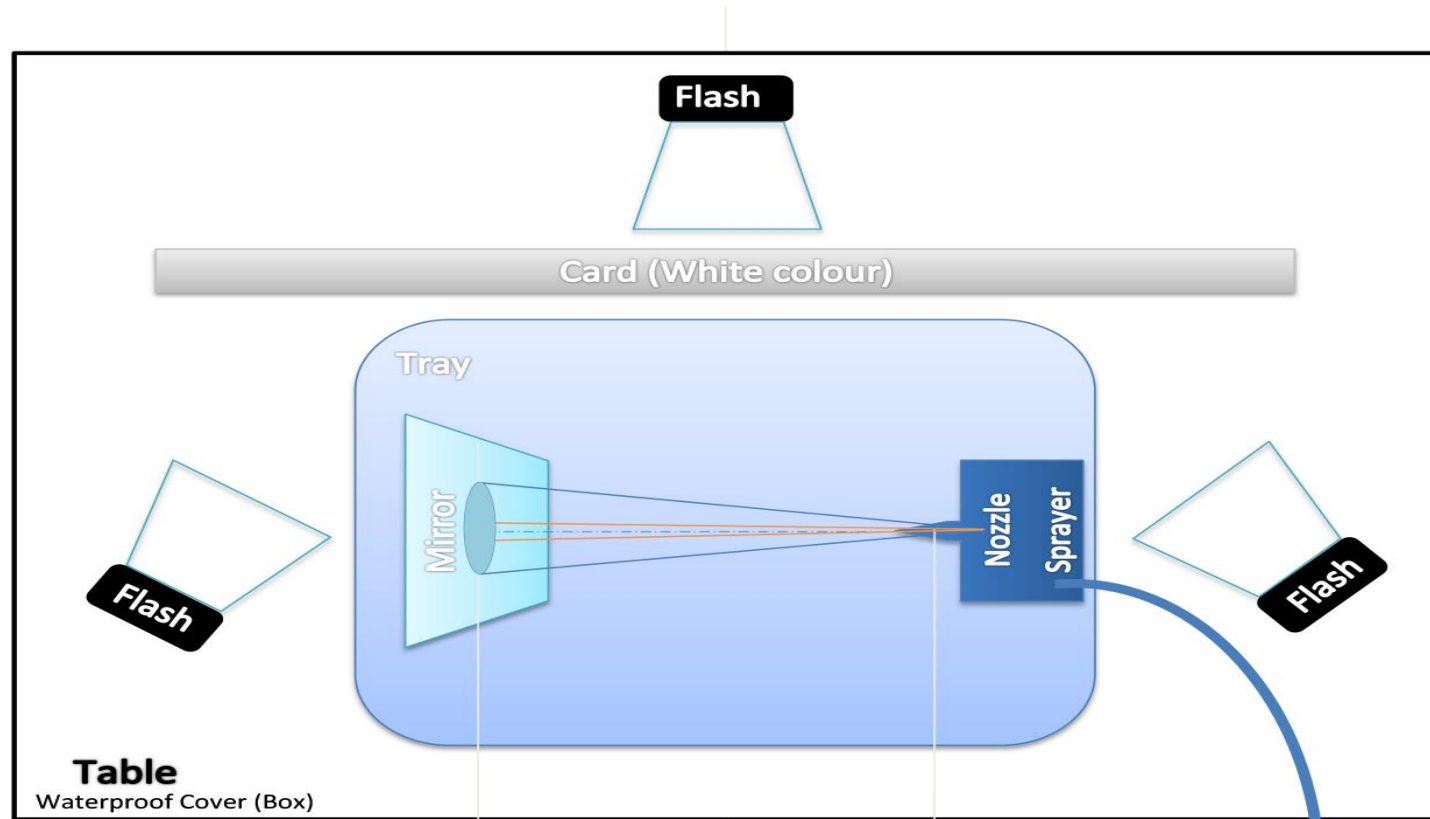 Flash
Card (White colour)
Tray
Mirror
Nozzle
Sprayer
Flash
Flash
Table
Waterproof Cover (Box)